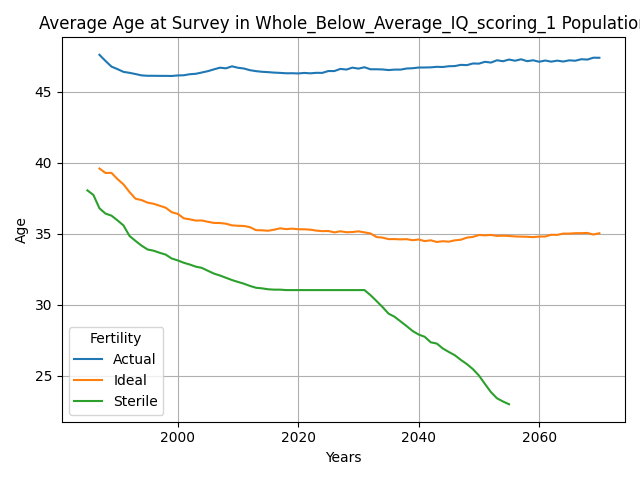 Average Age at Survey in Whole_Below_Average_IQ_scoring_1 Population
45
40
35
30
25
Age
Fertility
Actual
Ideal
Sterile
2000 2020 2040 2060
Years